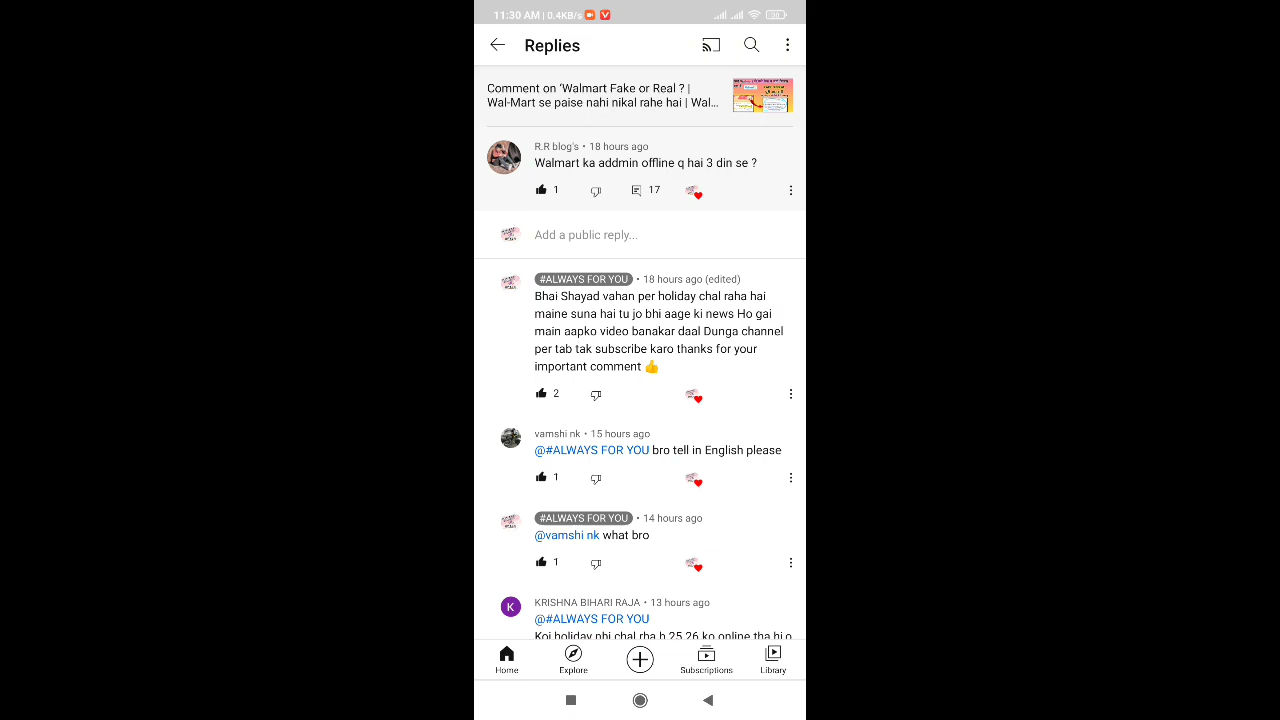 11:30 AM | 0.4KB/s
Replies
Comment on 'Walmart Fake or Real ? |
Wal-Mart se paise nahi nikal rahe hai | Wal...
R.R blog's • 18 hours ago
Walmart ka addmin offline q hai 3 din se ?
1 17
Add a public reply...
#ALWAYS FOR YOU • 18 hours ago (edited)
Bhai Shayad vahan per holiday chal raha hai
maine suna hai tu jo bhi aage ki news Ho gai
main aapko video banakar daal Dunga channel
per tab tak subscribe karo thanks for your
important comment 👍
2
vamshi nk • 15 hours ago
@#ALWAYS FOR YOU bro tell in English please
1
#ALWAYS FOR YOU • 14 hours ago
@vamshi nk what bro
1
K
KRISHNA BIHARI RAJA • 13 hours ago
@#ALWAYS FOR YOU
Koi holiday nhi chal rha h 25 26 ko online tha hi o
Home Explore Subscriptions Library